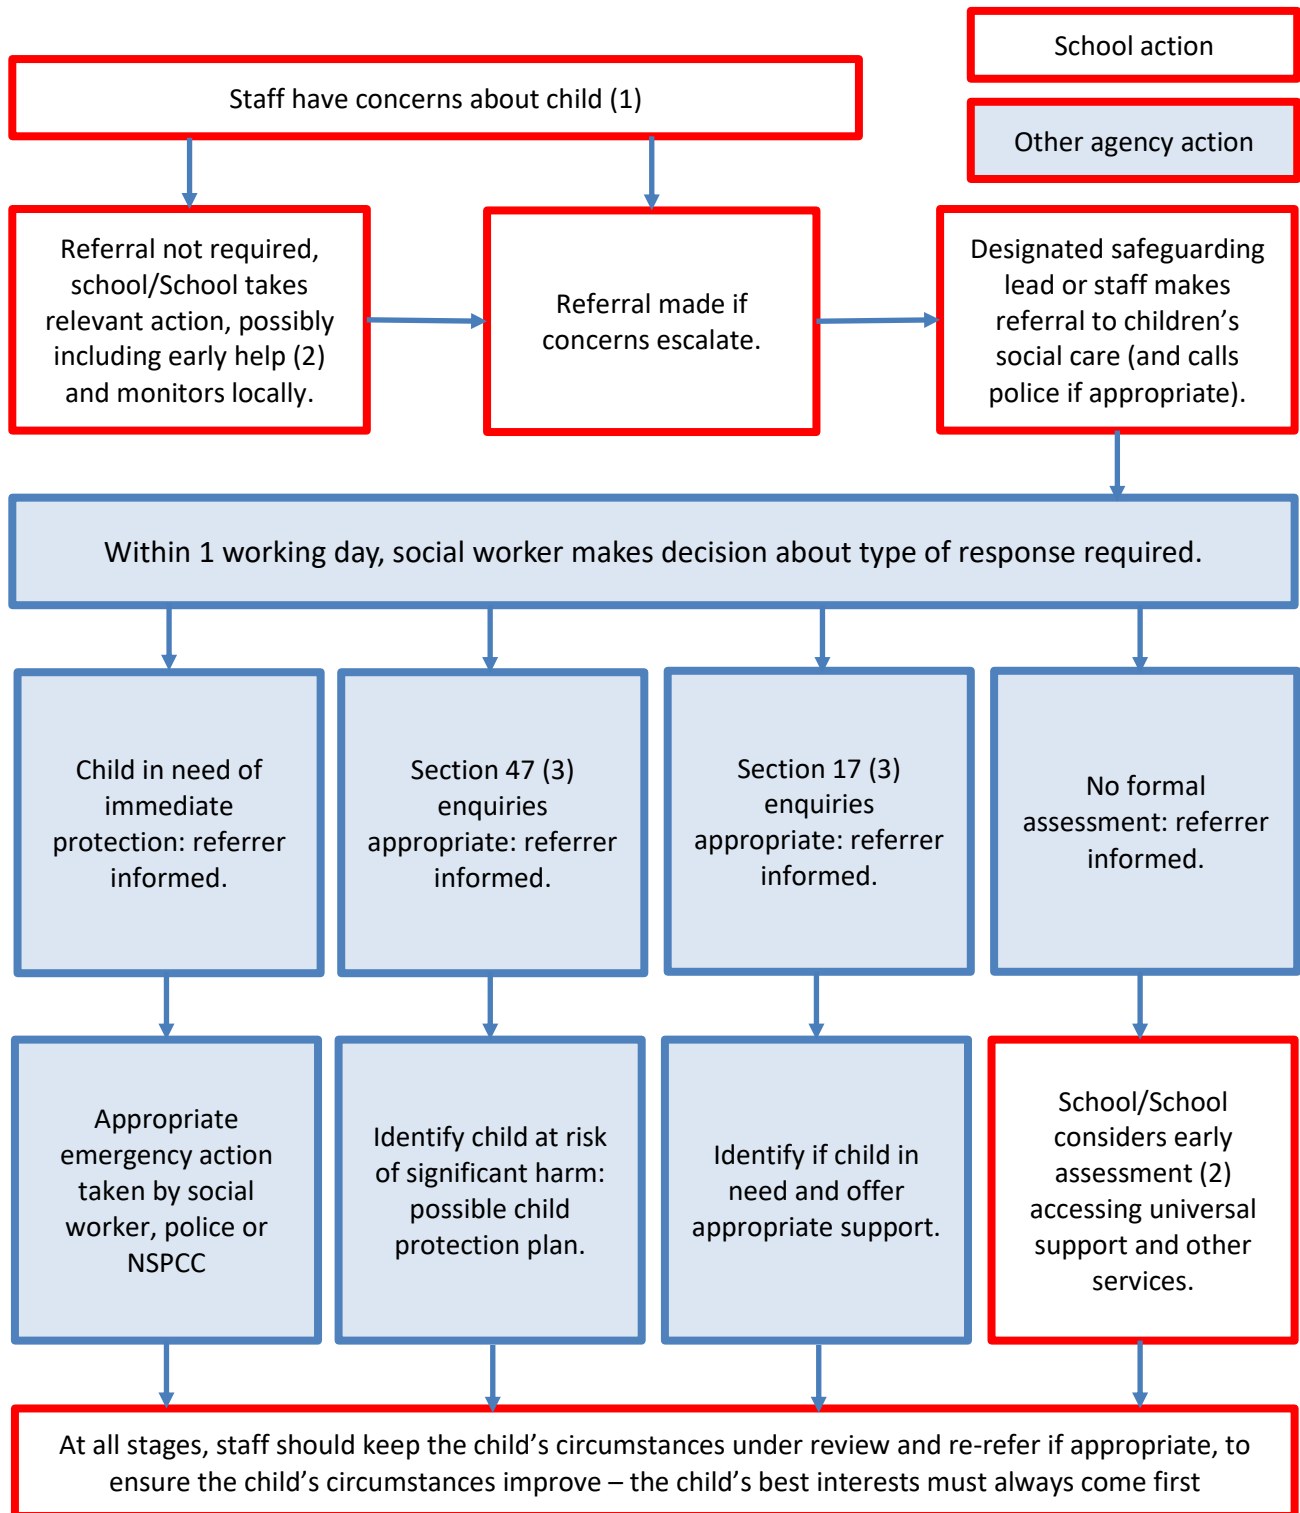 School action
Staff have concerns about child (1)
Other agency action
Referral not required,
school/School takes
relevant action, possibly
including early help (2)
and monitors locally.
Referral made if
concerns escalate.
Designated safeguarding
lead or staff makes
referral to children’s
social care (and calls
police if appropriate).
Within 1 working day, social worker makes decision about type of response required.
Child in need of
immediate
protection: referrer
informed.
Section 47 (3)
enquiries
appropriate: referrer
informed.
Section 17 (3)
enquiries
appropriate: referrer
informed.
No formal
assessment: referrer
informed.
Appropriate
emergency action
taken by social
worker, police or
NSPCC
Identify child at risk
of significant harm:
possible child
protection plan.
Identify if child in
need and offer
appropriate support.
School/School
considers early
assessment (2)
accessing universal
support and other
services.
At all stages, staff should keep the child’s circumstances under review and re-refer if appropriate, to
ensure the child’s circumstances improve – the child’s best interests must always come first